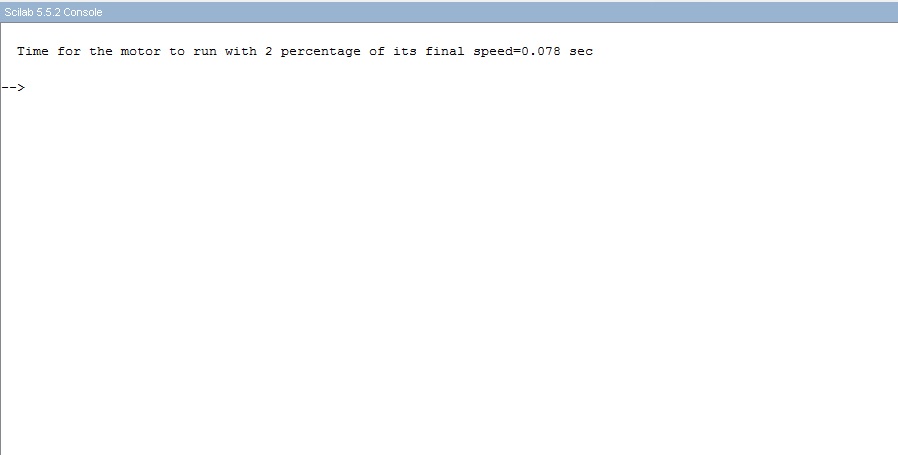 Scilab 5.5.2 Console
Time for the motor to run with 2 percentage of its final speed=0.078 sec
-->